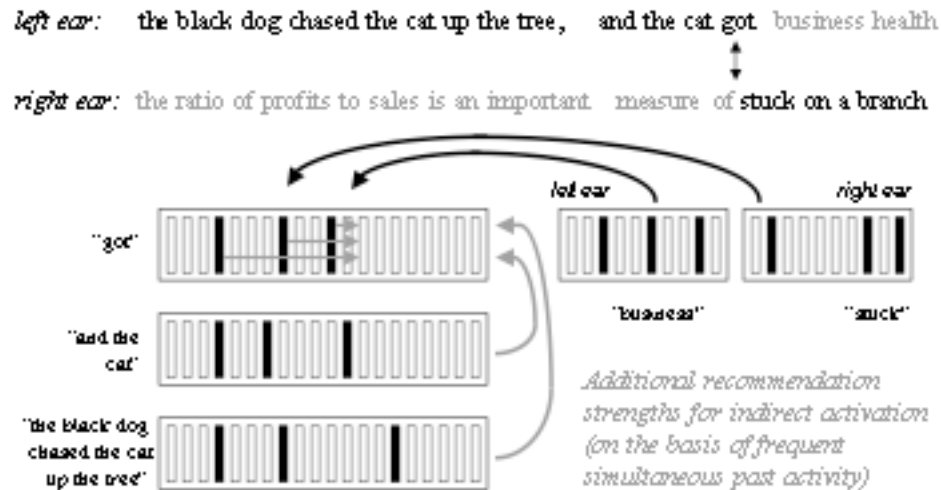 left ear: the black dog chased the cat up the tree, and the cat got business health
right ear: the ratio of profits to sales is an important measure of stuck on a branch
left ear right ear
"got"
"business" "stuck"
"and the
cat"
"the black dog
chased the cat
up the tree"
Additional recommendation
strengths for indirect activation
(on the basis of frequent
simultaneous past activity)